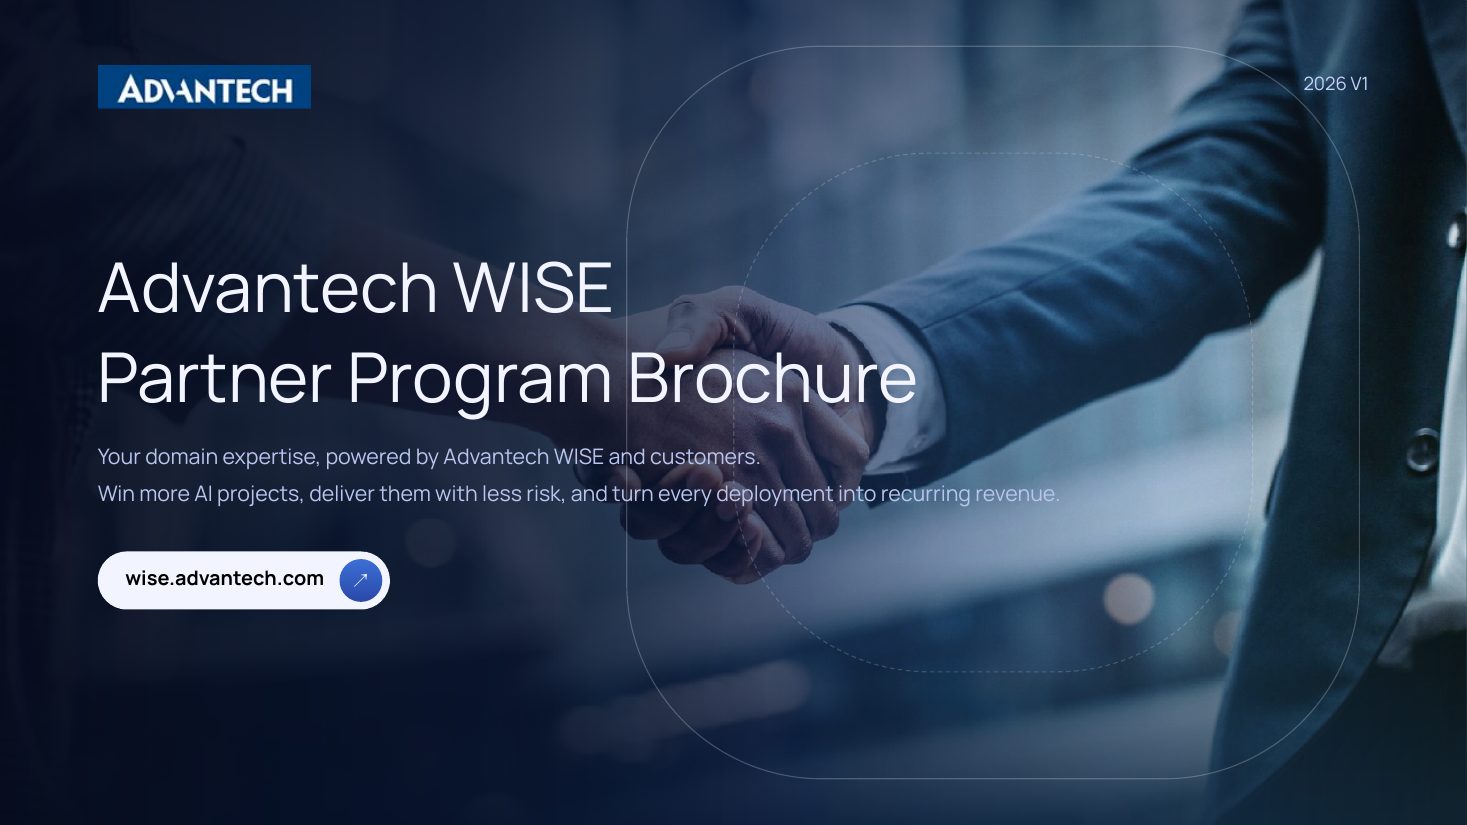 ADVANTECH
2026 V1
Advantech WISE
Partner Program Brochure
Your domain expertise, powered by Advantech WISE and customers.
Win more AI projects, deliver them with less risk, and turn every deployment into recurring revenue.
wise.advantech.com